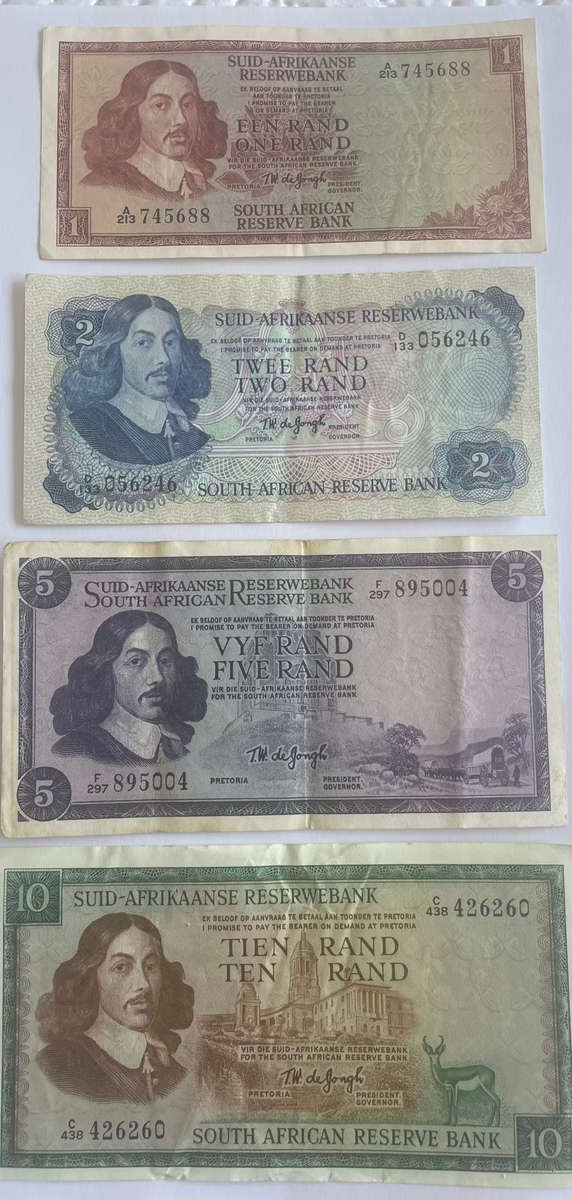 1
SUID-AFRIKAANSE
RESERWEBANK
A/213 745688
EK BELOOF OP AANVRAAG TE BETAAL
AAN TOONDER TE PRETORIA
I PROMISE TO PAY THE BEARER
ON DEMAND AT PRETORIA
EEN RAND
ONE RAND
VIR DIE SUID-AFRIKAANSE RESERWEBANK
FOR THE SOUTH AFRICAN RESERVE BANK
T.W. de Jongh
PRETORIA PRESIDENT.
GOVERNOR.
A/213 745688
SOUTH AFRICAN
RESERVE BANK
1
2
SUID-AFRIKAANSE RESERWEBANK
EK BELOOF OP AANVRAAG TE BETAAL AAN TOONDER TE PRETORIA
I PROMISE TO PAY THE BEARER ON DEMAND AT PRETORIA
D/133 056246
TWEE RAND
TWO RAND
VIR DIE SUID-AFRIKAANSE RESERWEBANK
FOR THE SOUTH AFRICAN RESERVE BANK
T.W. de Jongh
PRESIDENT
PRETORIA GOVERNOR
D/133 056246
SOUTH AFRICAN RESERVE BANK
2
5
5
SUID-AFRIKAANSE RESERWEBANK
SOUTH AFRICAN RESERVE BANK
F/297 895004
EK BELOOF OP AANVRAAG TE BETAAL AAN TOONDER TE PRETORIA
I PROMISE TO PAY THE BEARER ON DEMAND AT PRETORIA
VYF RAND
FIVE RAND
VIR DIE SUID-AFRIKAANSE RESERWEBANK
FOR THE SOUTH AFRICAN RESERVE BANK
T.W. de Jongh
F/297 895004
PRETORIA PRESIDENT.
GOVERNOR.
5
10
SUID-AFRIKAANSE RESERWEBANK
C/438 426260
EK BELOOF OP AANVRAAG TE BETAAL AAN TOONDER TE PRETORIA
I PROMISE TO PAY THE BEARER ON DEMAND AT PRETORIA
TIEN RAND
TEN RAND
VIR DIE SUID-AFRIKAANSE RESERWEBANK
FOR THE SOUTH AFRICAN RESERVE BANK
T.W. de Jongh
PRETORIA PRESIDENT.
GOVERNOR.
C/438 426260
SOUTH AFRICAN RESERVE BANK
10